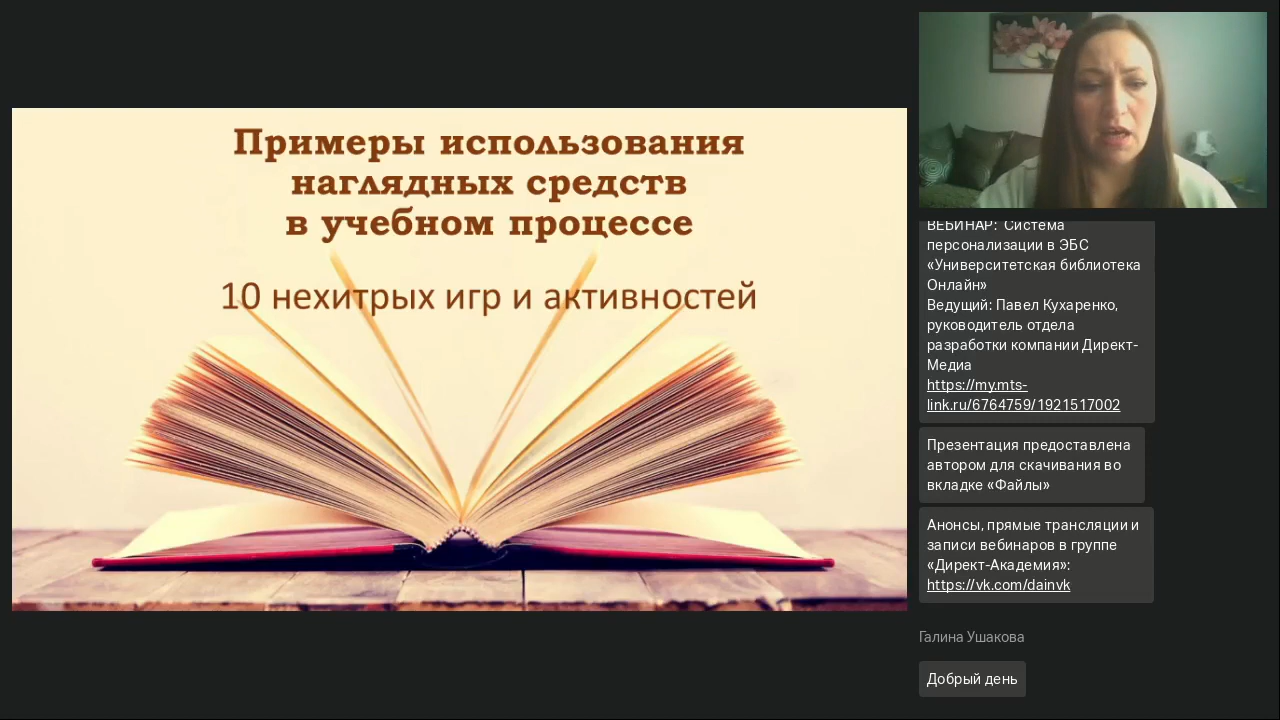 Примеры использования
наглядных средств
в учебном процессе
10 нехитрых игр и активностей
ВЕБИНАР: Система
персонализации в ЭБС
«Университетская библиотека
Онлайн»
Ведущий: Павел Кухаренко,
руководитель отдела
разработки компании Директ-
Медиа
https://my.mts-
link.ru/6764759/1921517002
Презентация предоставлена
автором для скачивания во
вкладке «Файлы»
Анонсы, прямые трансляции и
записи вебинаров в группе
«Директ-Академия»:
https://vk.com/dainvk
Галина Ушакова
Добрый день